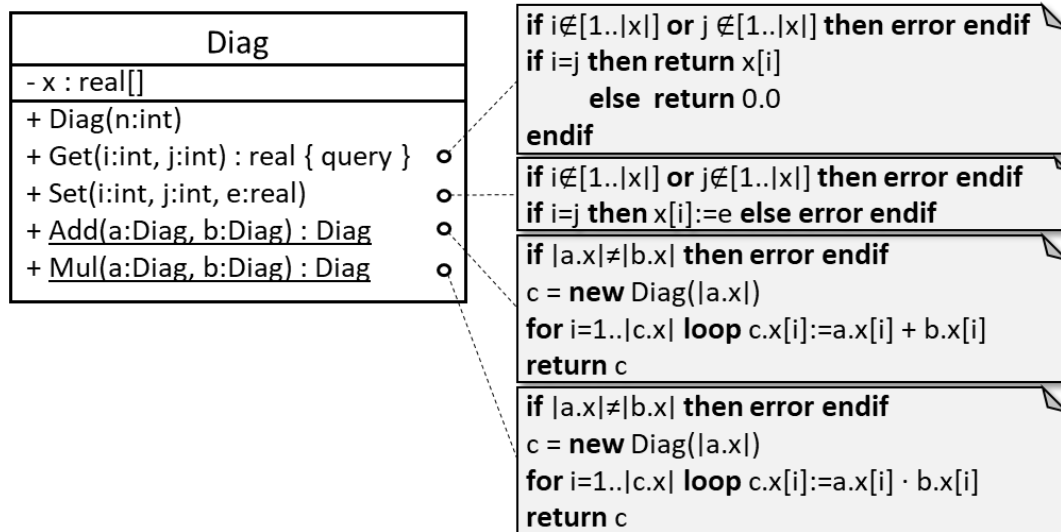 Diag
- x : real[]
+ Diag(n:int)
+ Get(i:int, j:int) : real { query }
+ Set(i:int, j:int, e:real)
+ Add(a:Diag, b:Diag) : Diag
+ Mul(a:Diag, b:Diag) : Diag
if i∉[1..|x|] or j ∉[1..|x|] then error endif
if i=j then return x[i]
else return 0.0
endif
if i∉[1..|x|] or j∉[1..|x|] then error endif
if i=j then x[i]:=e else error endif
if |a.x|≠|b.x| then error endif
c = new Diag(|a.x|)
for i=1..|c.x| loop c.x[i]:=a.x[i] + b.x[i]
return c
if |a.x|≠|b.x| then error endif
c = new Diag(|a.x|)
for i=1..|c.x| loop c.x[i]:=a.x[i] · b.x[i]
return c